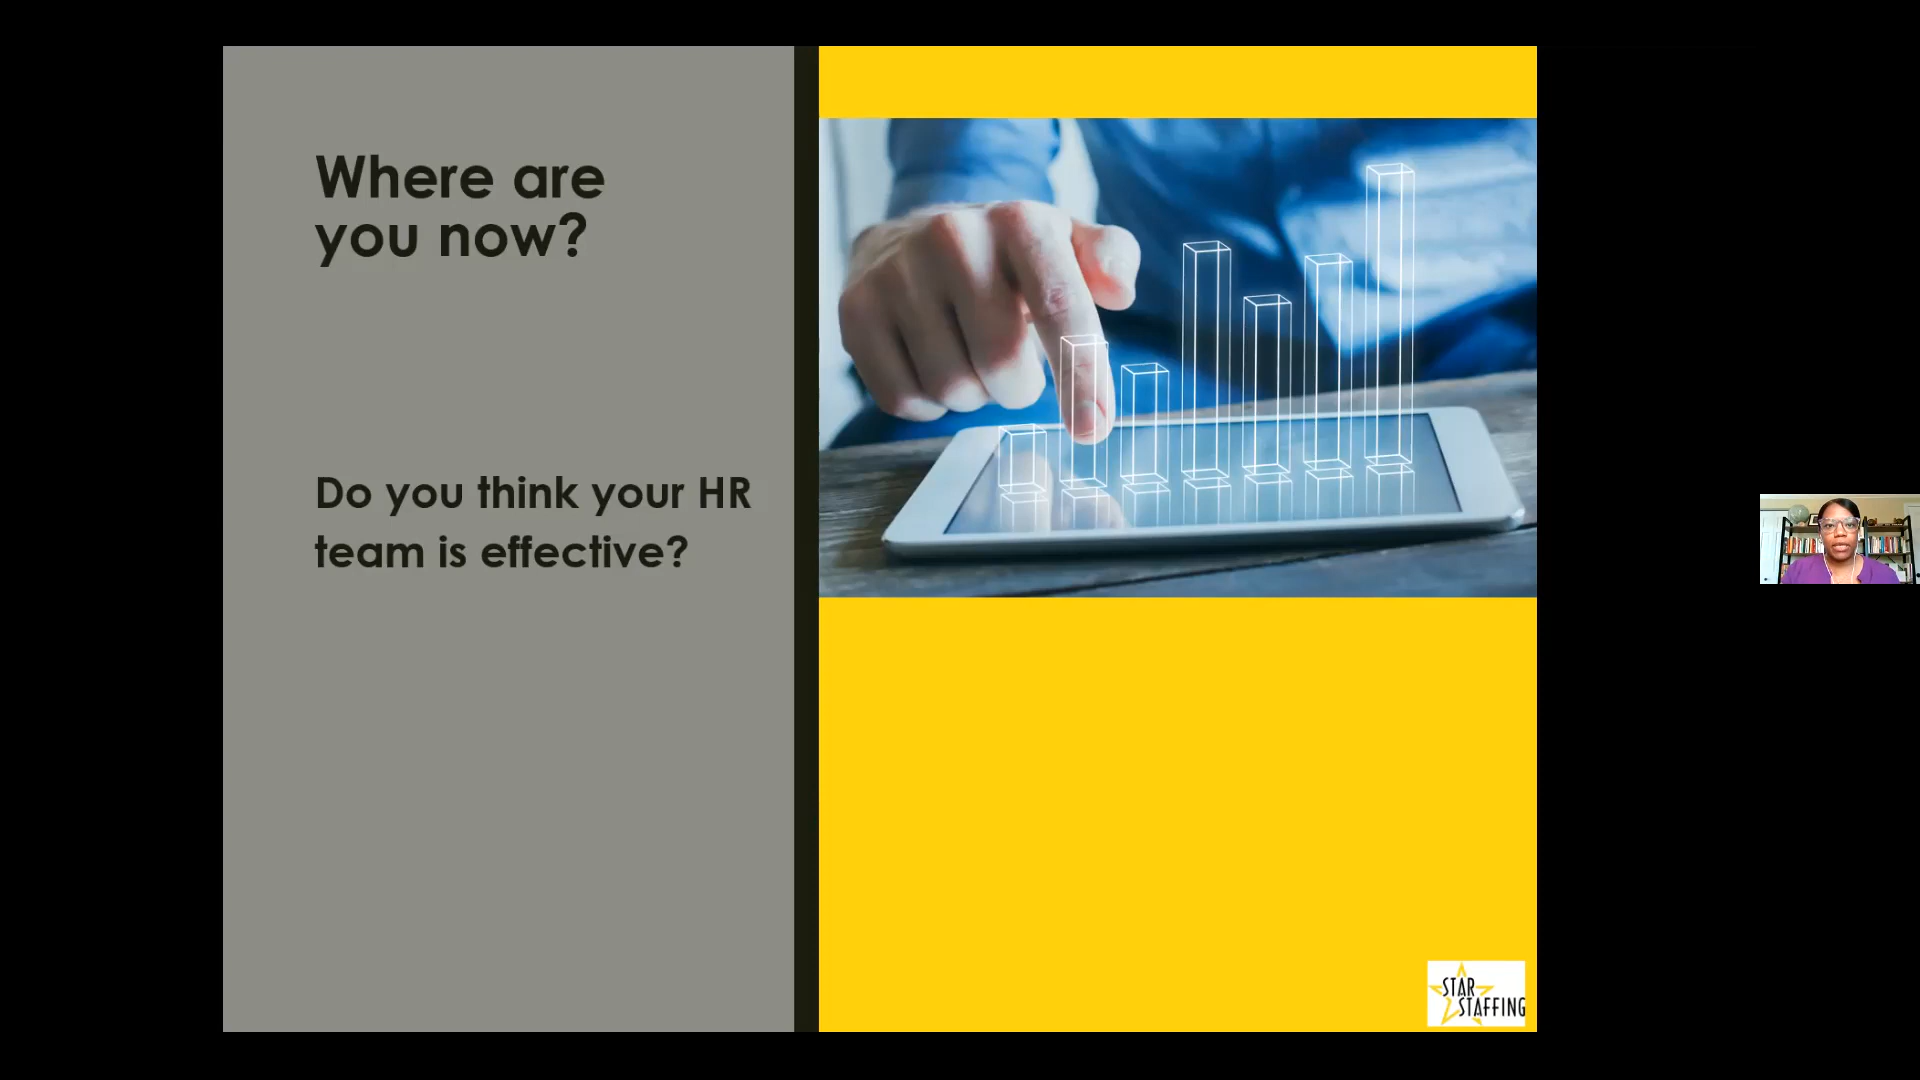 Where are
you now?
Do you think your HR
team is effective?
STAR
STAFFING